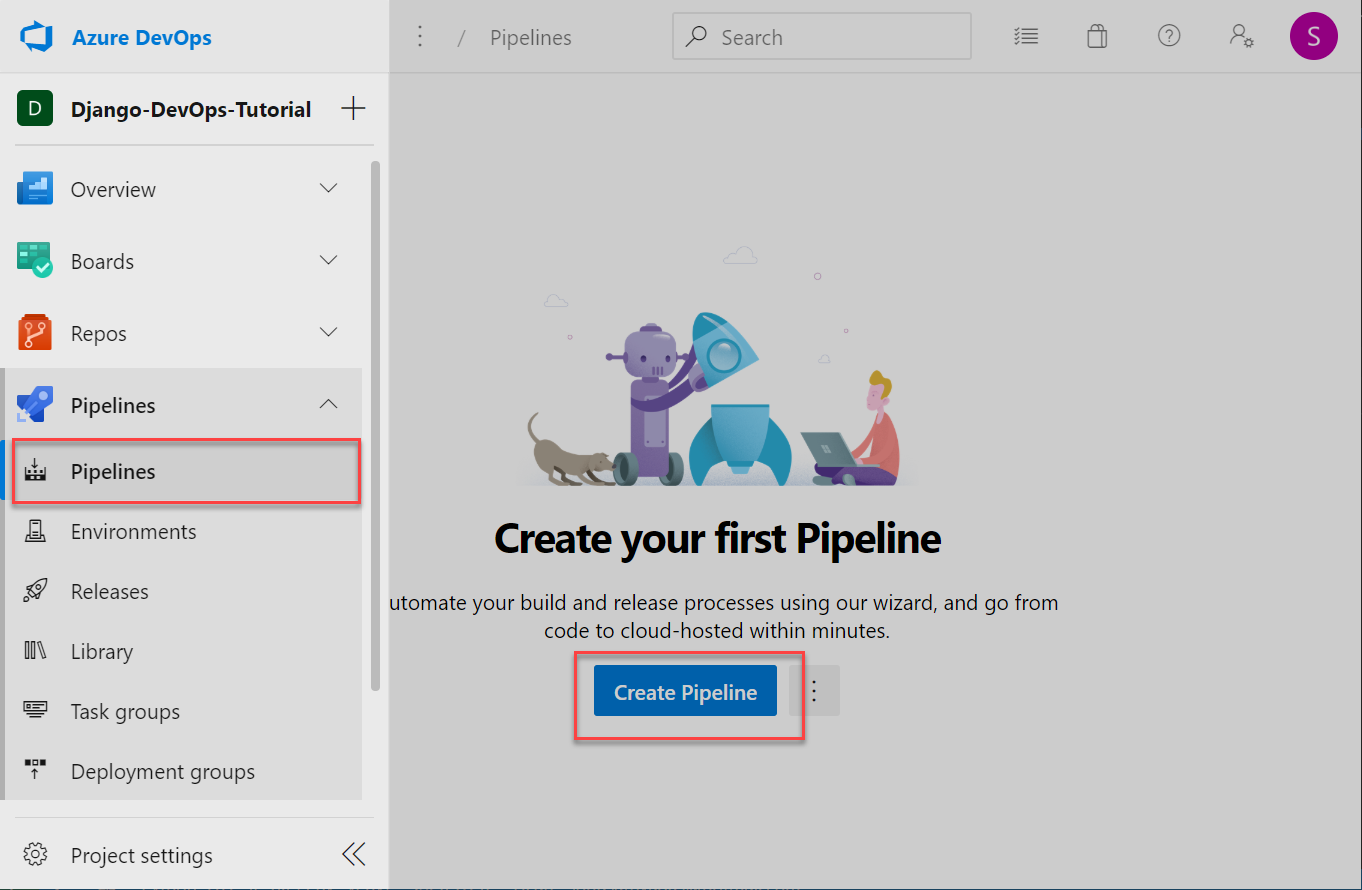 Azure DevOps
/ Pipelines
Search
S
D
Django-DevOps-Tutorial
Overview
Boards
Repos
Pipelines
Pipelines
Environments
Releases
Library
Task groups
Deployment groups
Project settings
Create your first Pipeline
utomate your build and release processes using our wizard, and go from
code to cloud-hosted within minutes.
Create Pipeline